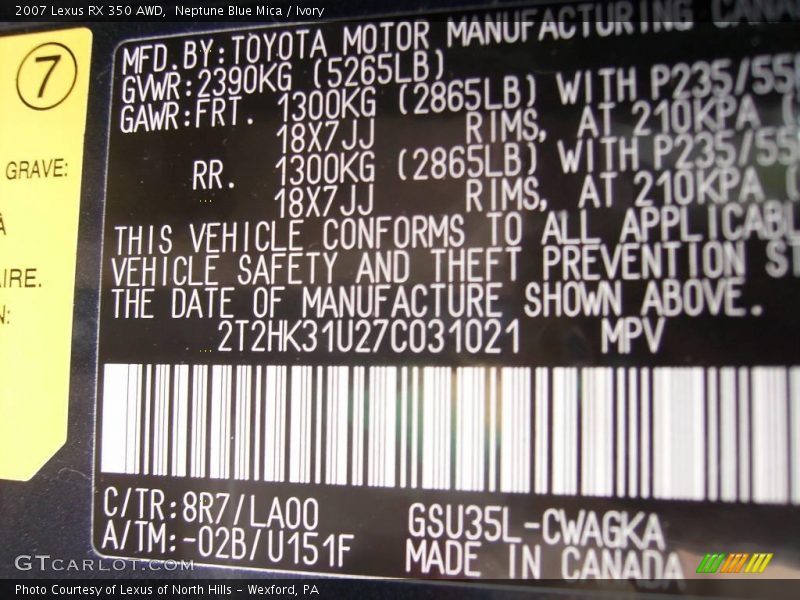 2007 Lexus RX 350 AWD, Neptune Blue Mica / Ivory
7
GRAVE:
MFD.BY:TOYOTA MOTOR MANUFACTURING CANA
GVWR:2390KG (5265LB)
GAWR:FRT. 1300KG (2865LB) WITH P235/55
18X7JJ RIMS, AT 210KPA (
RR. 1300KG (2865LB) WITH P235/55
18X7JJ RIMS, AT 210KPA (
THIS VEHICLE CONFORMS TO ALL APPLICABL
VEHICLE SAFETY AND THEFT PREVENTION ST
THE DATE OF MANUFACTURE SHOWN ABOVE.
2T2HK31U27C031021 MPV
À
AIRE.
N:
C/TR:8R7/LA00 GSU35L-CWAGKA
A/TM:-02B/U151F MADE IN CANADA
GTCARLOT.COM
Photo Courtesy of Lexus of North Hills - Wexford, PA